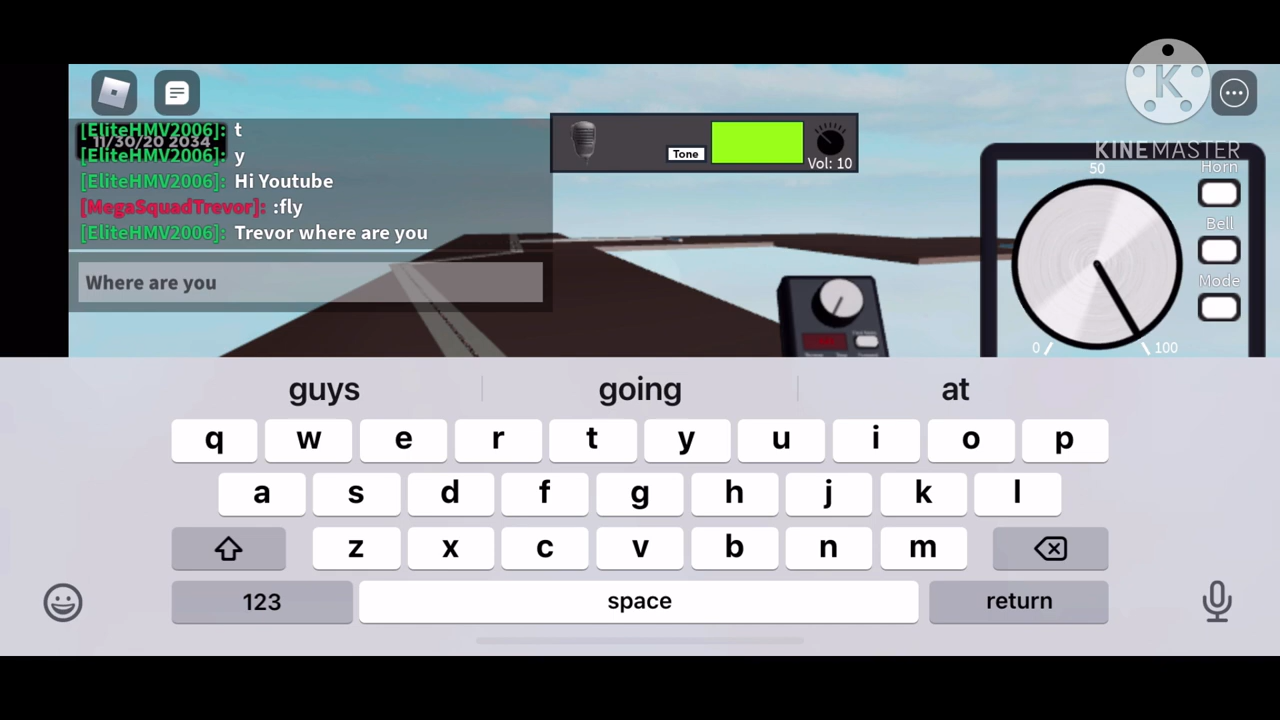 [EliteHMV2006]: t
11/30/20 2034
[EliteHMV2006]: y
[EliteHMV2006]: Hi Youtube
[MegaSquadTrevor]: :fly
[EliteHMV2006]: Trevor where are you
Where are you
Tone
Vol: 10
K
KINEMASTER
50
0
100
Horn
Bell
Mode
guys going at
q w e r t y u i o p
a s d f g h j k l
z x c v b n m
123 space return